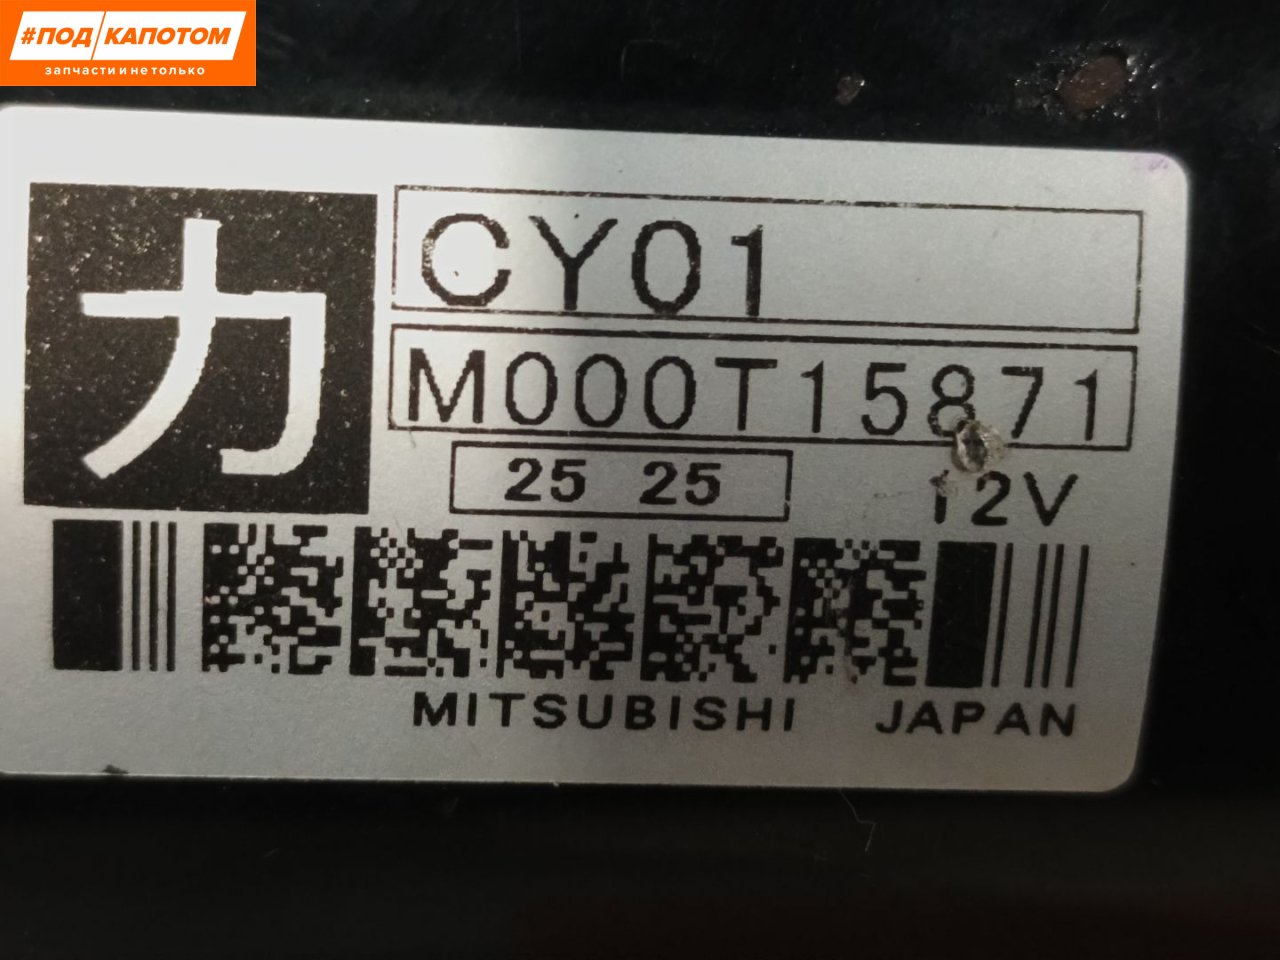 #ПОД КАПОТОМ
запчасти и не только
カ
CY01
M000T15871
25 25
12V
MITSUBISHI JAPAN